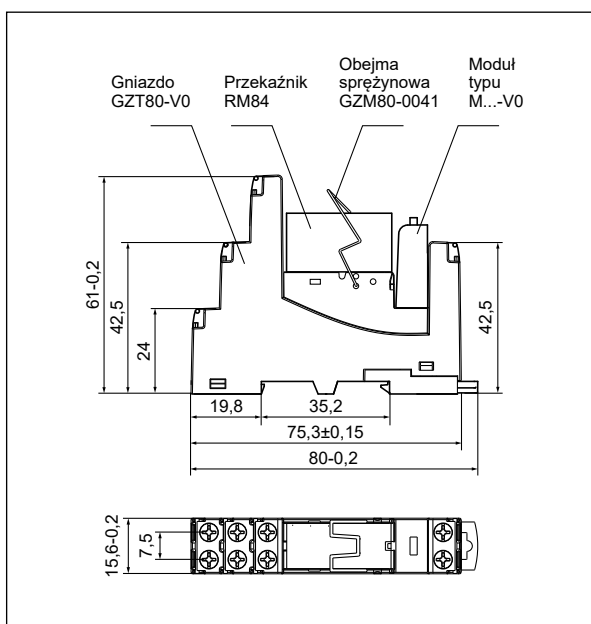 Gniazdo
GZT80-V0
Przekaźnik
RM84
Obejma
sprężynowa
GZM80-0041
Moduł
typu
M...-V0
61-0,2
42,5
24
42,5
19,8
35,2
75,3±0,15
80-0,2
15,6-0,2
7,5